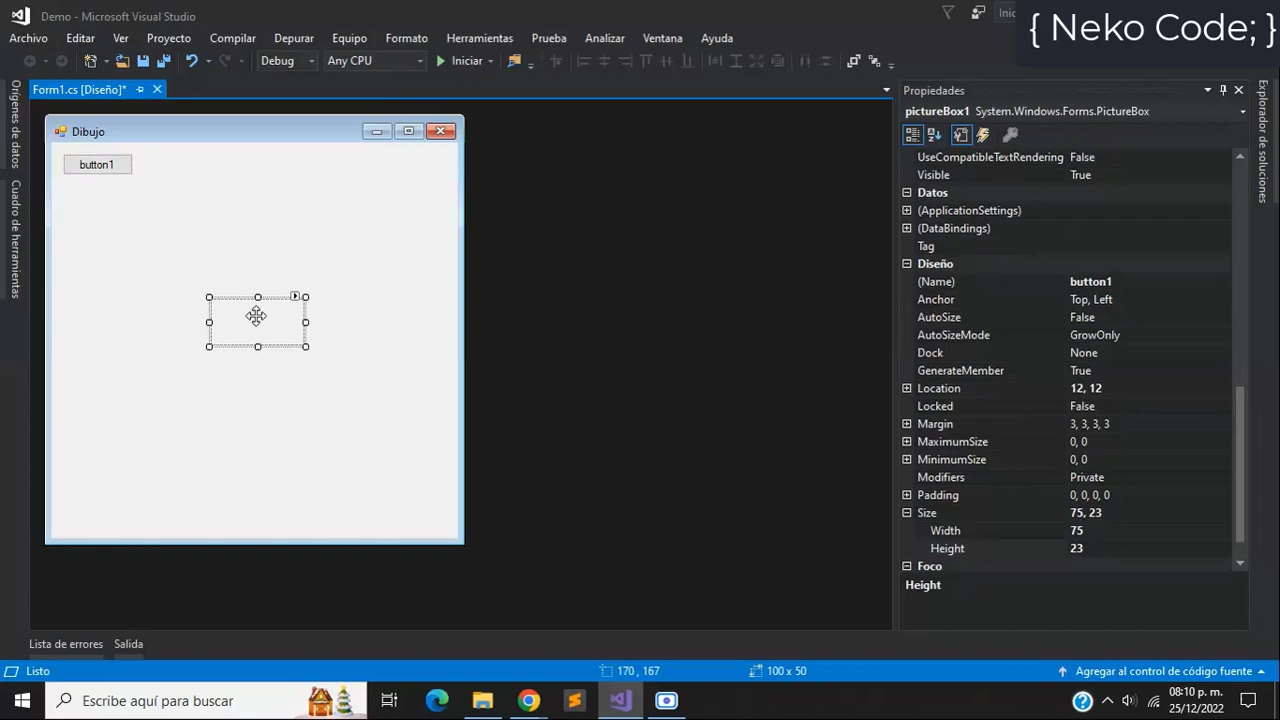 Demo - Microsoft Visual Studio
Inic
{ Neko Code; }
Archivo Editar Ver Proyecto Compilar Depurar Equipo Formato Herramientas Prueba Analizar Ventana Ayuda
Debug Any CPU Iniciar
Form1.cs [Diseño]*
Orígenes de datos
Cuadro de herramientas
Dibujo
button1
Propiedades
pictureBox1 System.Windows.Forms.PictureBox
UseCompatibleTextRendering False
Visible True
Datos
(ApplicationSettings)
(DataBindings)
Tag
Diseño
(Name) button1
Anchor Top, Left
AutoSize False
AutoSizeMode GrowOnly
Dock None
GenerateMember True
Location 12, 12
Locked False
Margin 3, 3, 3, 3
MaximumSize 0, 0
MinimumSize 0, 0
Modifiers Private
Padding 0, 0, 0, 0
Size 75, 23
Width 75
Height 23
Foco
Height
Explorador de soluciones
Lista de errores Salida
Listo 170 , 167 100 x 50 Agregar al control de código fuente
Escribe aquí para buscar
08:10 p. m.
25/12/2022